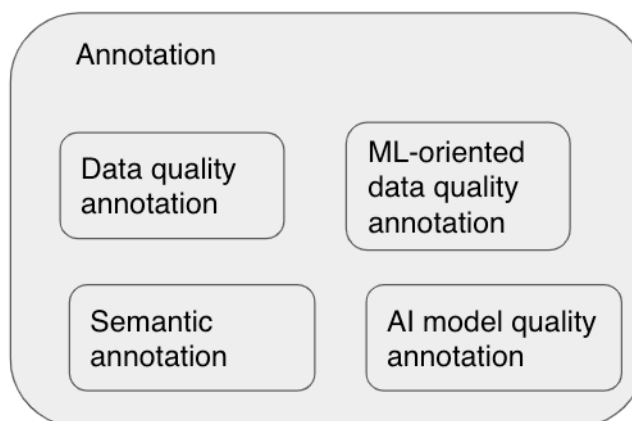 Annotation
Data quality
annotation
ML-oriented
data quality
annotation
Semantic
annotation
AI model quality
annotation